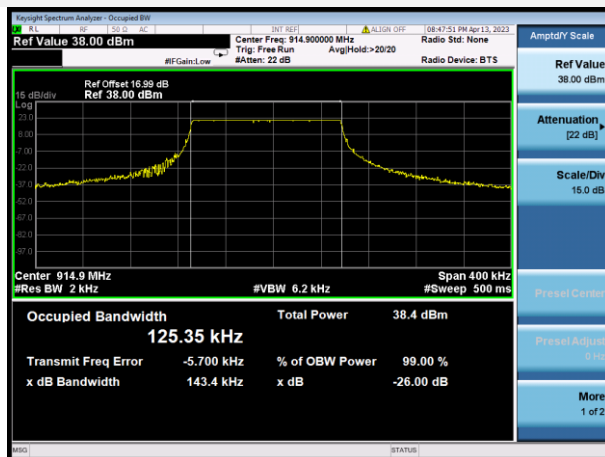 Keysight Spectrum Analyzer - Occupied BW
RL RF 50 Ω AC INT REF ALIGN OFF 08:47:51 PM Apr 13, 2023
Ref Value 38.00 dBm
Center Freq: 914.900000 MHz
Radio Std: None
Trig: Free Run Avg|Hold:>20/20
#IFGain:Low #Atten: 22 dB Radio Device: BTS
Ref Offset 16.99 dB
15 dB/div Ref 38.00 dBm
Log
23.0
8.00
-7.00
-22.0
-37.0
-52.0
-67.0
-82.0
-97.0
Center 914.9 MHz Span 400 kHz
#Res BW 2 kHz #VBW 6.2 kHz #Sweep 500 ms
Occupied Bandwidth Total Power 38.4 dBm
125.35 kHz
Transmit Freq Error -5.700 kHz % of OBW Power 99.00 %
x dB Bandwidth 143.4 kHz x dB -26.00 dB
MSG STATUS
Amptd/Y Scale
Ref Value
38.00 dBm
Attenuation
[22 dB]
Scale/Div
15.0 dB
Presel Center
Presel Adjust
0 Hz
More
1 of 2